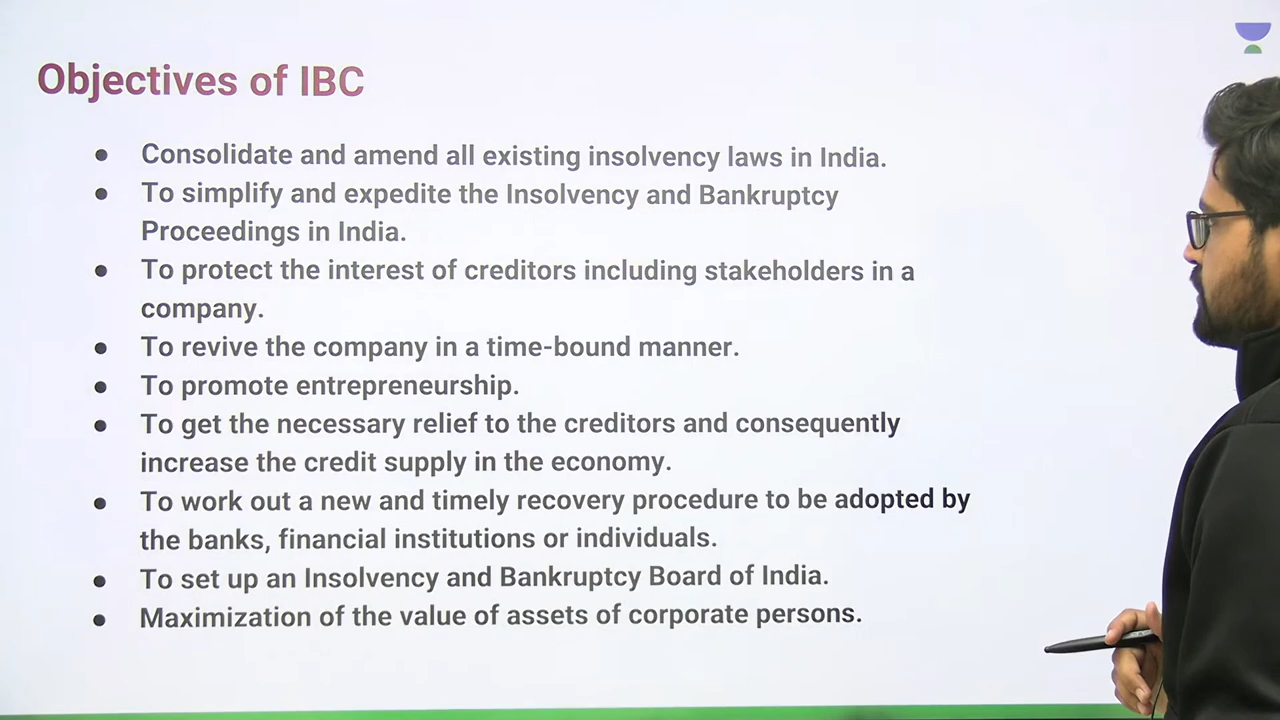 Objectives of IBC
● Consolidate and amend all existing insolvency laws in India.
● To simplify and expedite the Insolvency and Bankruptcy
Proceedings in India.
● To protect the interest of creditors including stakeholders in a
company.
● To revive the company in a time-bound manner.
● To promote entrepreneurship.
● To get the necessary relief to the creditors and consequently
increase the credit supply in the economy.
● To work out a new and timely recovery procedure to be adopted by
the banks, financial institutions or individuals.
● To set up an Insolvency and Bankruptcy Board of India.
● Maximization of the value of assets of corporate persons.